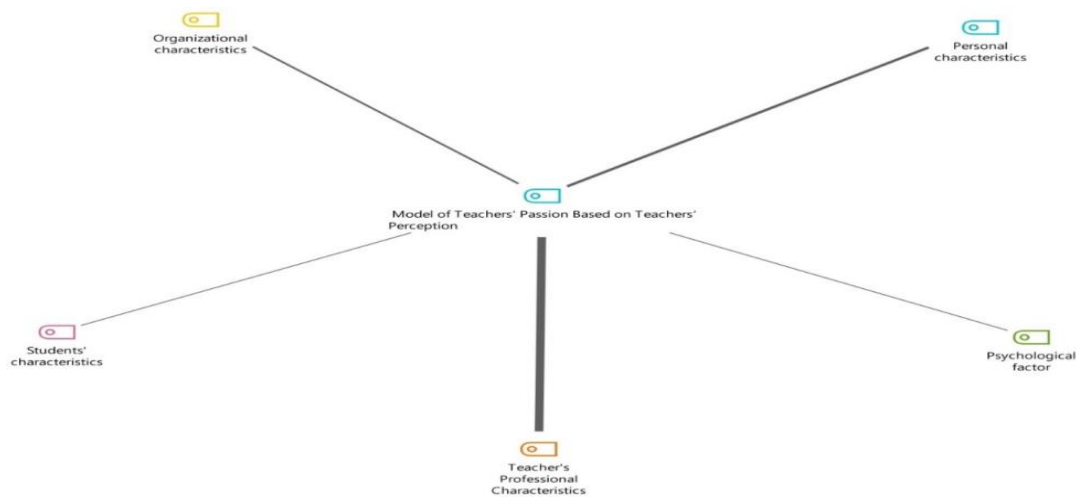 Organizational
characteristics
Personal
characteristics
Model of Teachers' Passion Based on Teachers'
Perception
Students'
characteristics
Psychological
factor
Teacher's
Professional
Characteristics